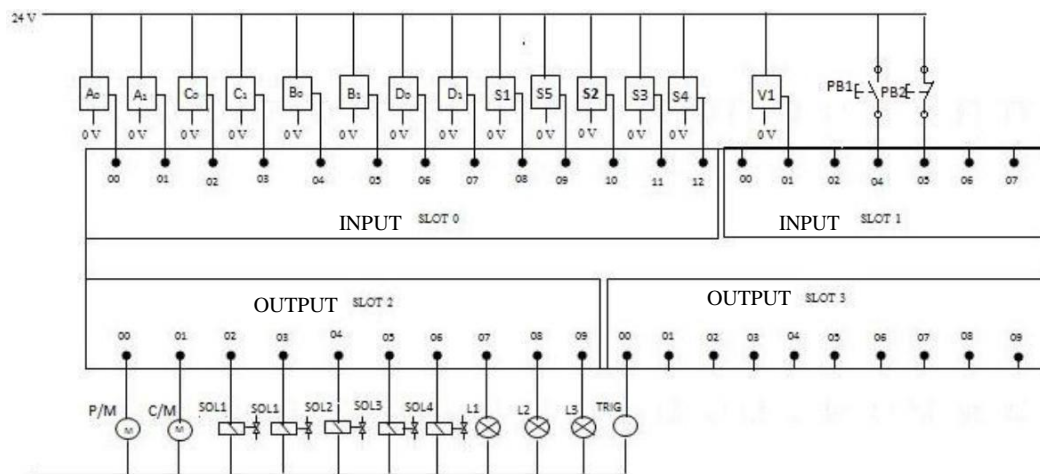 24 V
A0 A1 C0 C1 B0 B1 D0 D1 S1 S5 S2 S3 S4 V1 PB1 PB2
0 V 0 V 0 V 0 V 0 V 0 V 0 V 0 V 0 V 0 V 0 V 0 V 0 V 0 V
00 01 02 03 04 05 06 07 08 09 10 11 12 00 01 02 04 05 06 07
INPUT SLOT 0 INPUT SLOT 1
OUTPUT SLOT 2 OUTPUT SLOT 3
00 01 02 03 04 05 06 07 08 09 00 01 02 03 04 05 06 07 08 09
P/M C/M SOL1 SOL1 SOL2 SOL3 SOL4 L1 L2 L3 TRIG
M M